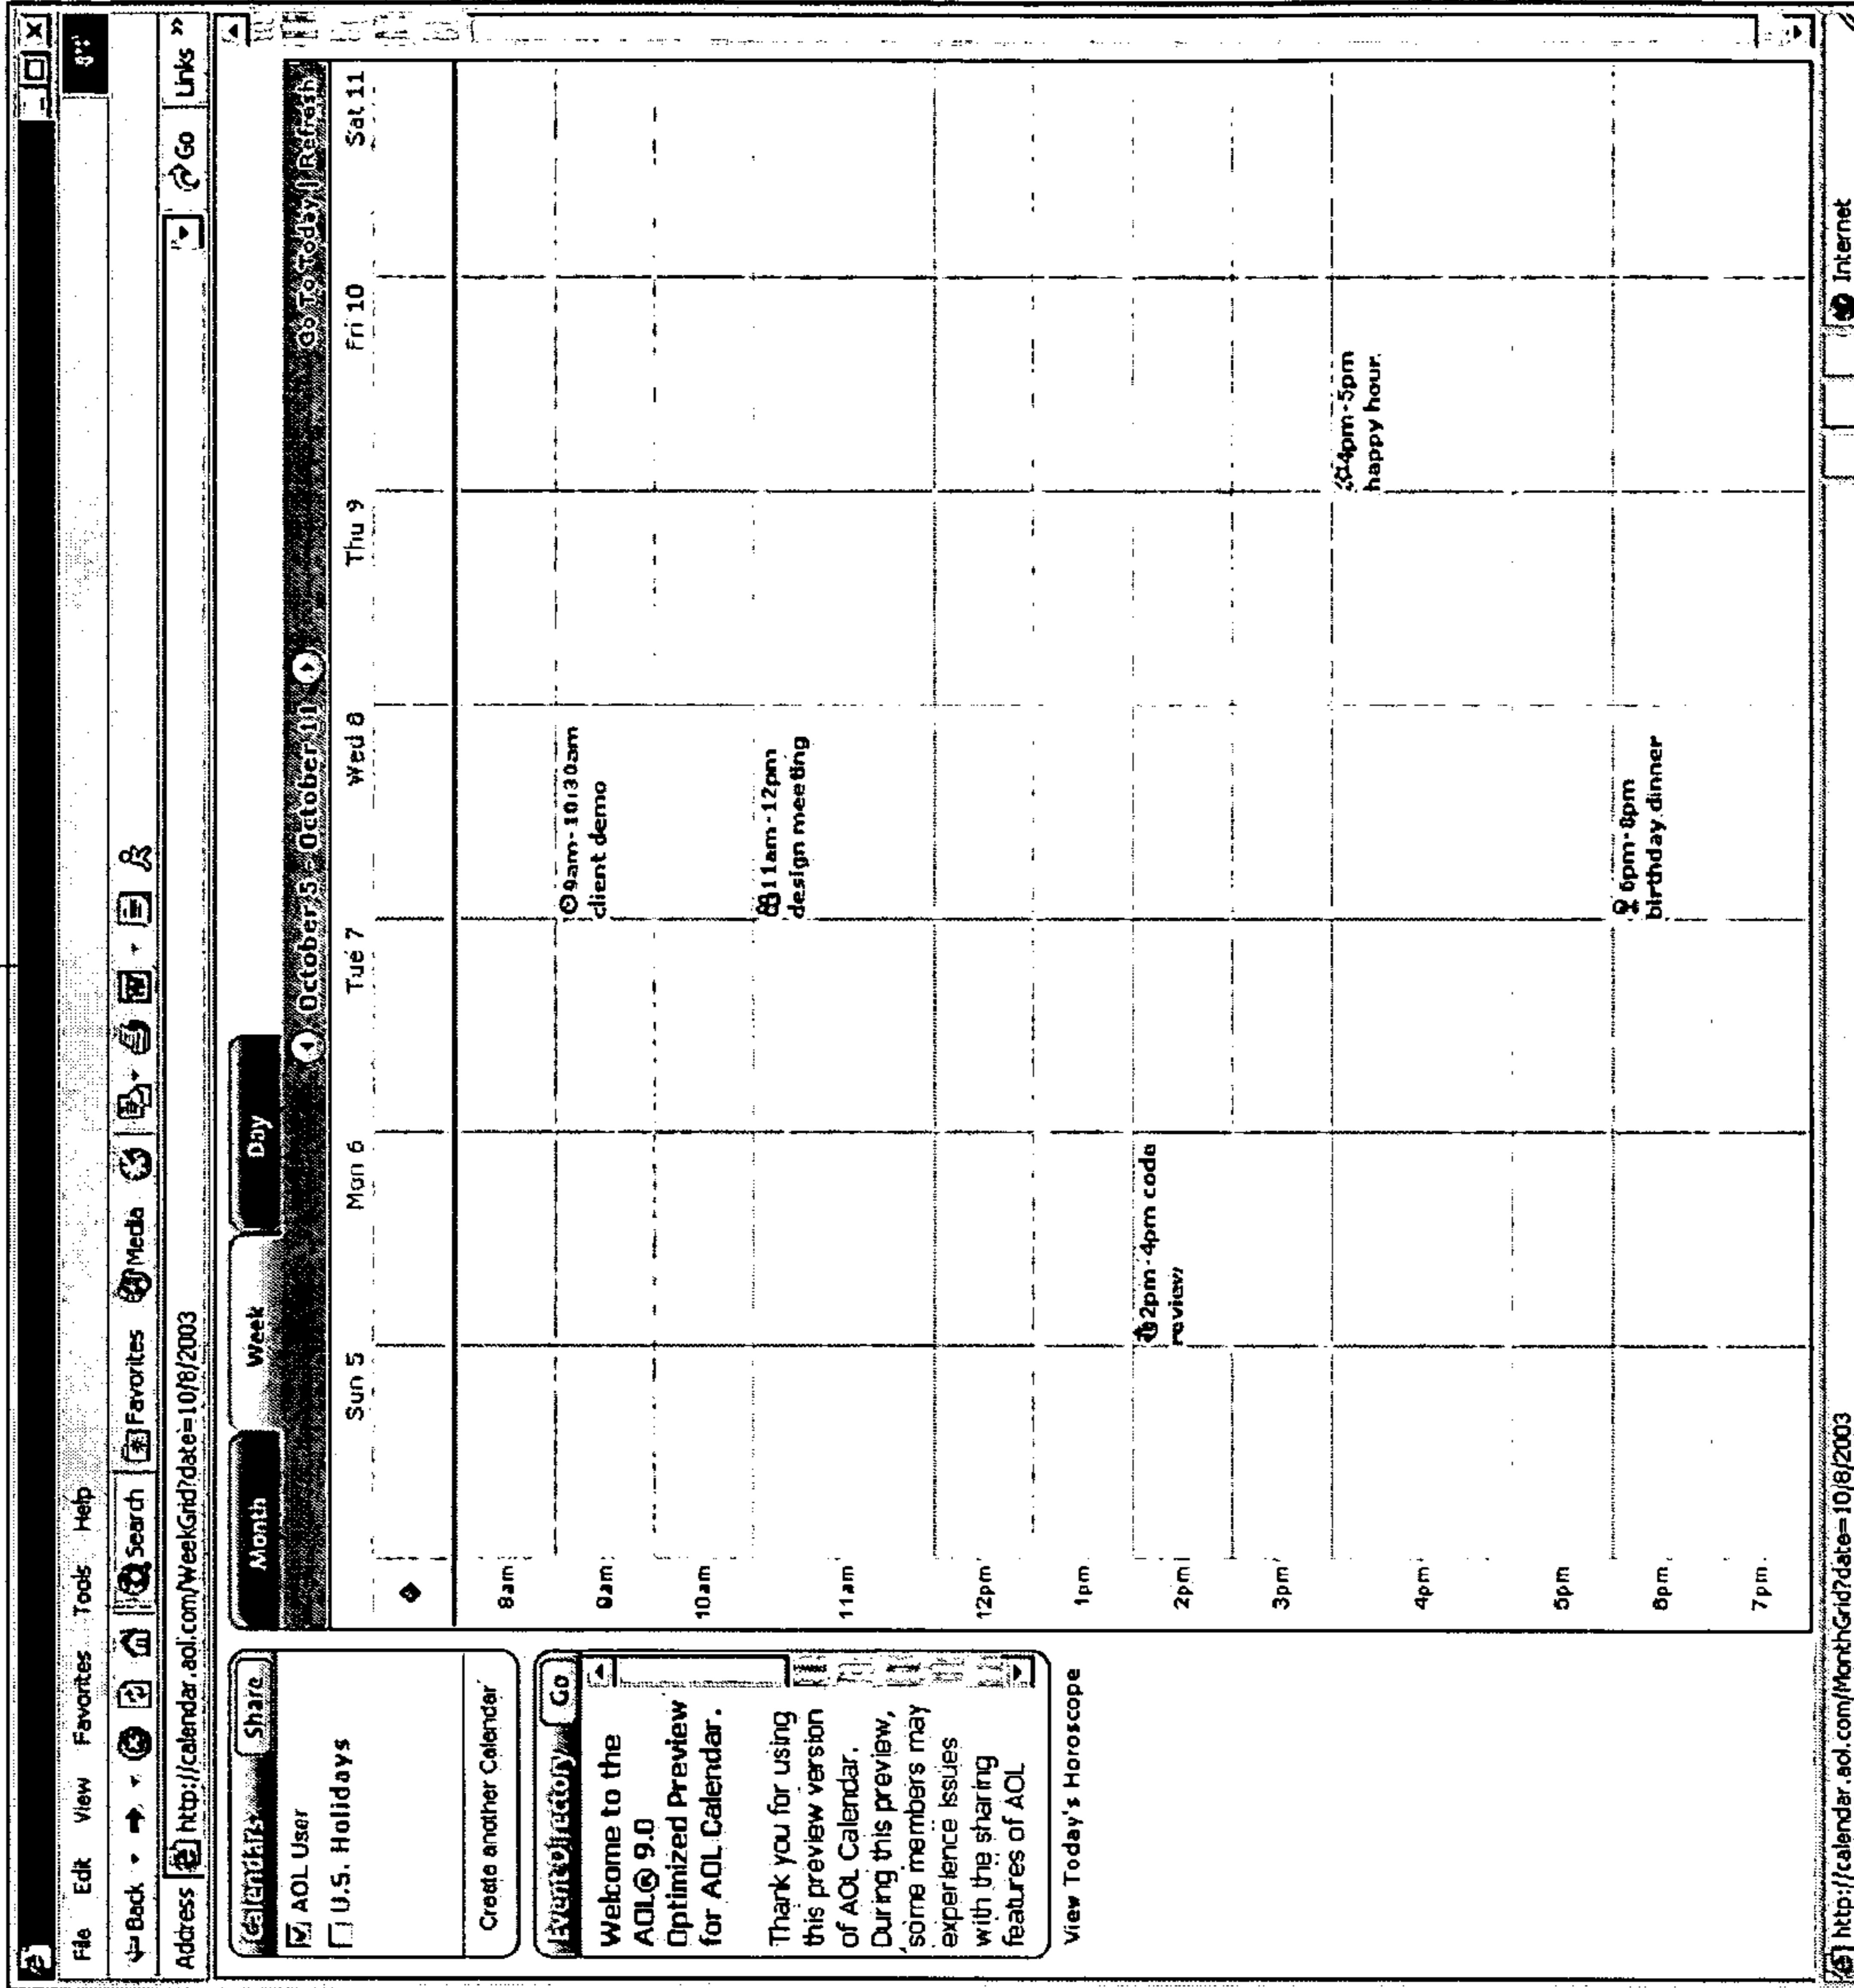 File Edit View Favorites Tools Help
Back Search Favorites Media
Address http://calendar.aol.com/WeekGrid?date=10/8/2003 Go Links »
Calendars Share
AOL User
U.S. Holidays
Create another Calendar
Event Directory Go
Welcome to the
AOL® 9.0
Optimized Preview
for AOL Calendar.
Thank you for using
this preview version
of AOL Calendar.
During this preview,
some members may
experience issues
with the sharing
features of AOL
View Today's Horoscope
Month Week Day
October 5 - October 11 Go To Today | Refresh
Sun 5 Mon 6 Tue 7 Wed 8 Thu 9 Fri 10 Sat 11
8am
9am
9am-10:30am
client demo
10am
11am
11am-12pm
design meeting
12pm
1pm
2pm
2pm-4pm code
review
3pm
4pm
4pm-5pm
happy hour
5pm
6pm
6pm-8pm
birthday dinner
7pm
http://calendar.aol.com/MonthGrid?date=10/8/2003 Internet